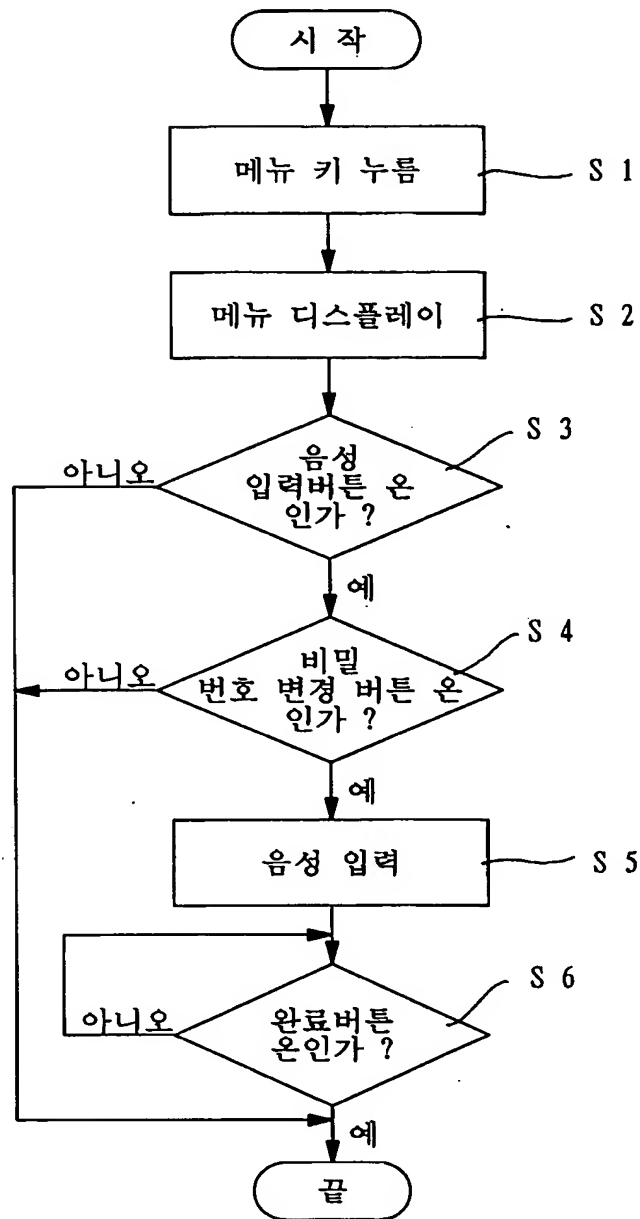 시 작
메뉴 키 누름
S 1
메뉴 디스플레이
S 2
S 3
음성
아니오
입력버튼 온
인가 ?
예
S 4
비밀
아니오
번호 변경 버튼 온
인가 ?
예
음성 입력
S 5
S 6
완료버튼
아니오
온인가 ?
예
끝